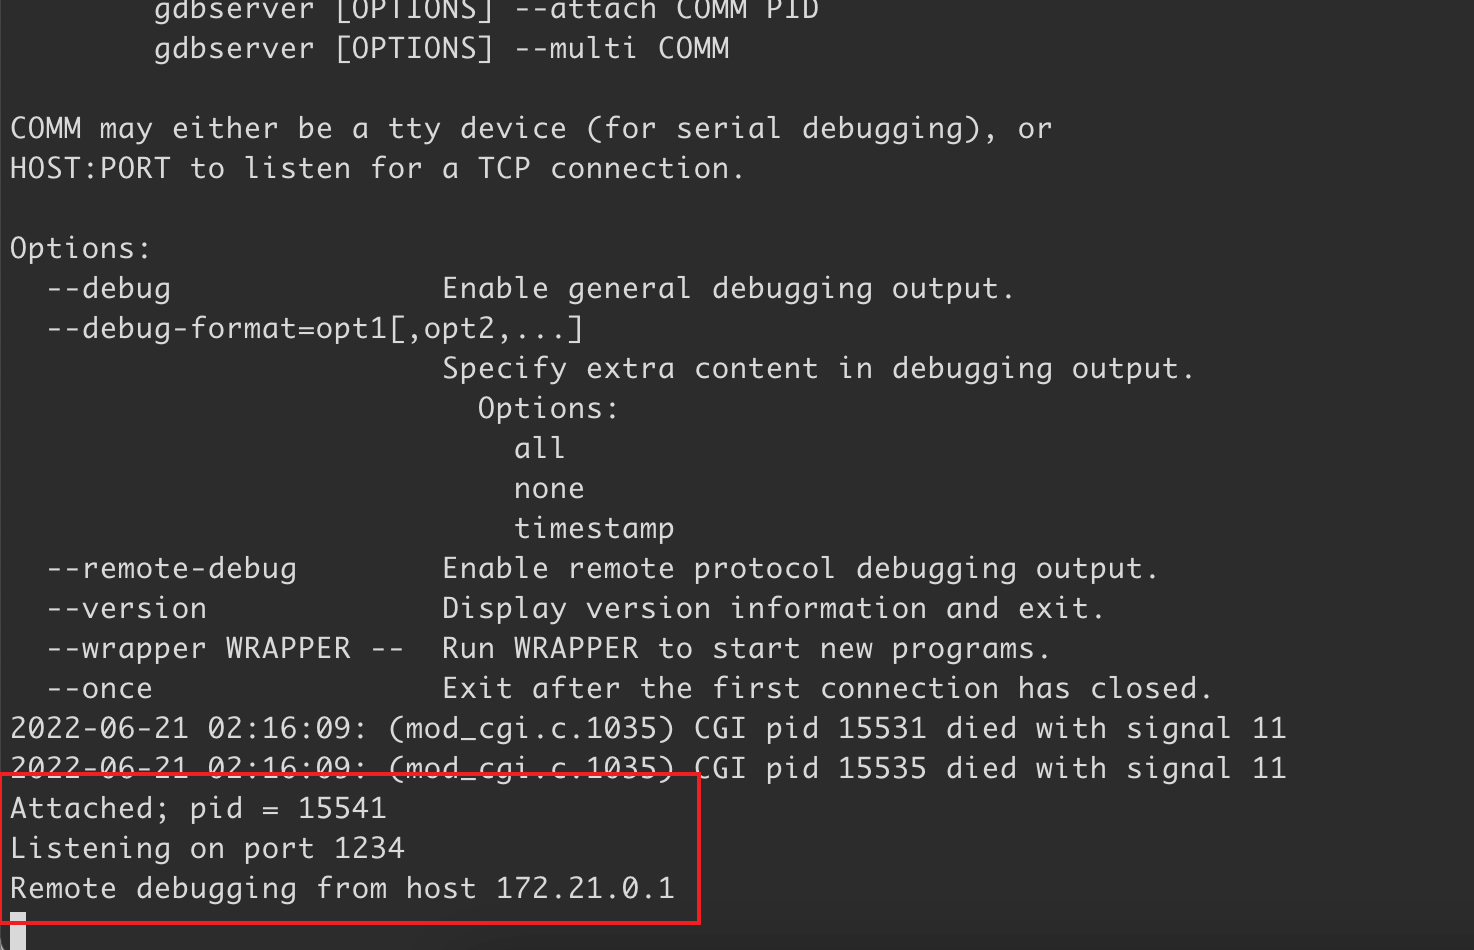 gdbserver [OPTIONS] --attach COMM PID
gdbserver [OPTIONS] --multi COMM
COMM may either be a tty device (for serial debugging), or
HOST:PORT to listen for a TCP connection.
Options:
--debug Enable general debugging output.
--debug-format=opt1[,opt2,...]
Specify extra content in debugging output.
Options:
all
none
timestamp
--remote-debug Enable remote protocol debugging output.
--version Display version information and exit.
--wrapper WRAPPER -- Run WRAPPER to start new programs.
--once Exit after the first connection has closed.
2022-06-21 02:16:09: (mod_cgi.c.1035) CGI pid 15531 died with signal 11
2022-06-21 02:16:09: (mod_cgi.c.1035) CGI pid 15535 died with signal 11
Attached; pid = 15541
Listening on port 1234
Remote debugging from host 172.21.0.1